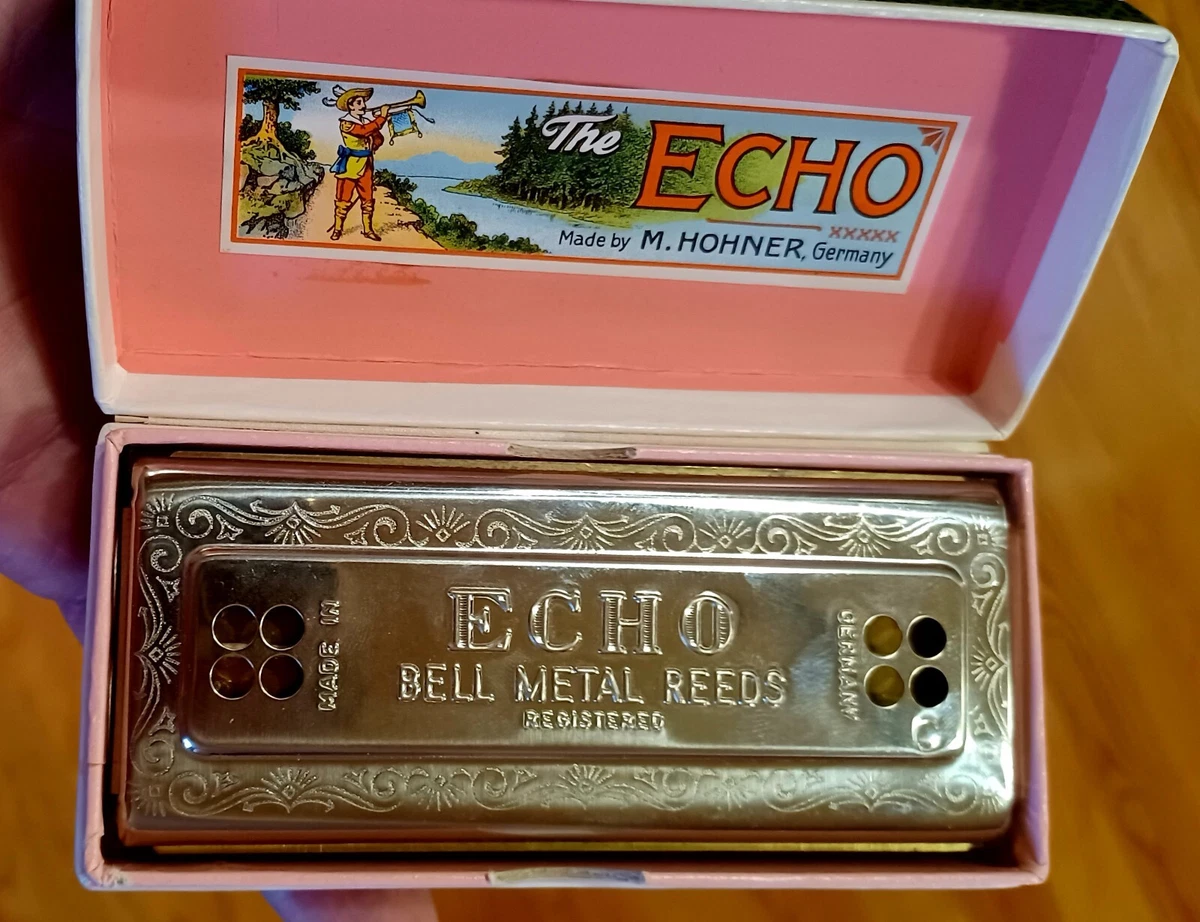 The ECHO
xxxxx
Made by M. HOHNER, Germany
MADE IN
ECHO
BELL METAL REEDS
REGISTERED
GERMANY
C